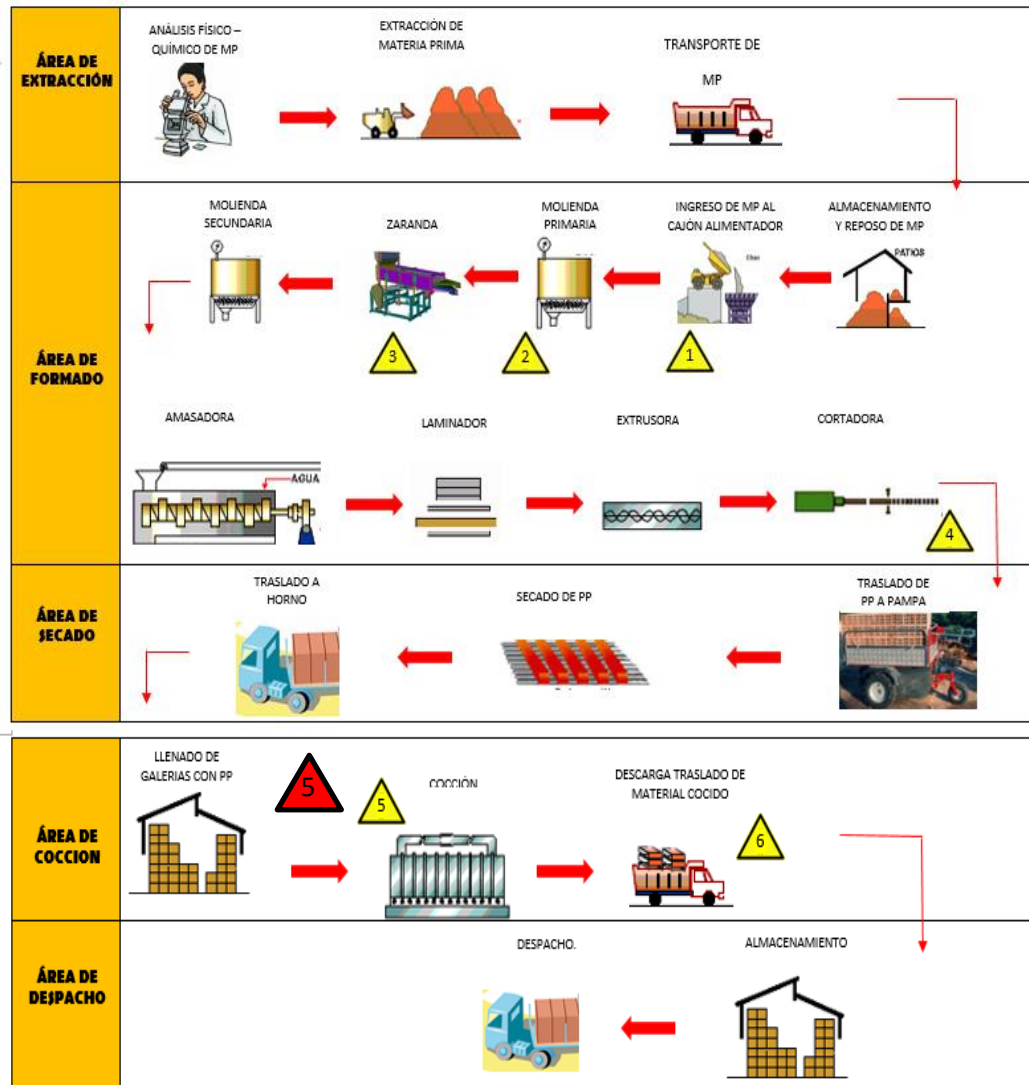 ÁREA DE
EXTRACCIÓN
ANÁLISIS FÍSICO –
QUÍMICO DE MP
EXTRACCIÓN DE
MATERIA PRIMA
TRANSPORTE DE
MP
ÁREA DE
FORMADO
MOLIENDA
SECUNDARIA
ZARANDA
MOLIENDA
PRIMARIA
INGRESO DE MP AL
CAJÓN ALIMENTADOR
ALMACENAMIENTO
Y REPOSO DE MP
PATIOS
3
2
1
AMASADORA
LAMINADOR
EXTRUSORA
CORTADORA
AGUA
4
ÁREA DE
SECADO
TRASLADO A
HORNO
SECADO DE PP
TRASLADO DE
PP A PAMPA
ÁREA DE
COCCION
LLENADO DE
GALERIAS CON PP
5
5
COCCIÓN
DESCARGA TRASLADO DE
MATERIAL COCIDO
6
ÁREA DE
DESPACHO
DESPACHO.
ALMACENAMIENTO